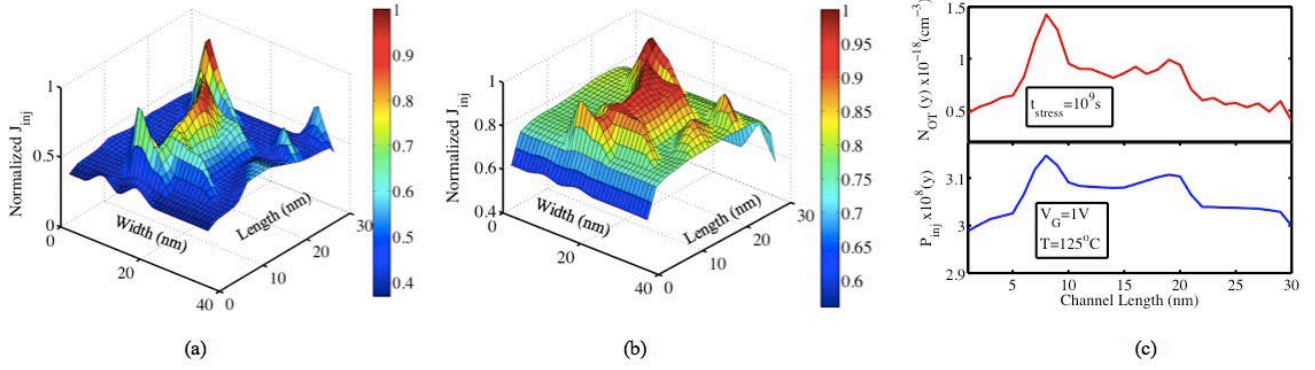 1
0.5
0
Normalized J_inj
0
20
40
Width (nm)
0
10
20
30
Length (nm)
1
0.9
0.8
0.7
0.6
0.5
0.4
(a)
1
0.8
0.6
0.4
Normalized J_inj
0
20
40
Width (nm)
0
10
20
30
Length (nm)
1
0.95
0.9
0.85
0.8
0.75
0.7
0.65
0.6
(b)
1.5
1
0.5
N_OT (y) x10^-18(cm^-3)
t_stress=10^9s
3.1
3
2.9
P_inj x10^8(y)
V_G=1V
T=125°C
5 10 15 20 25 30
Channel Length (nm)
(c)